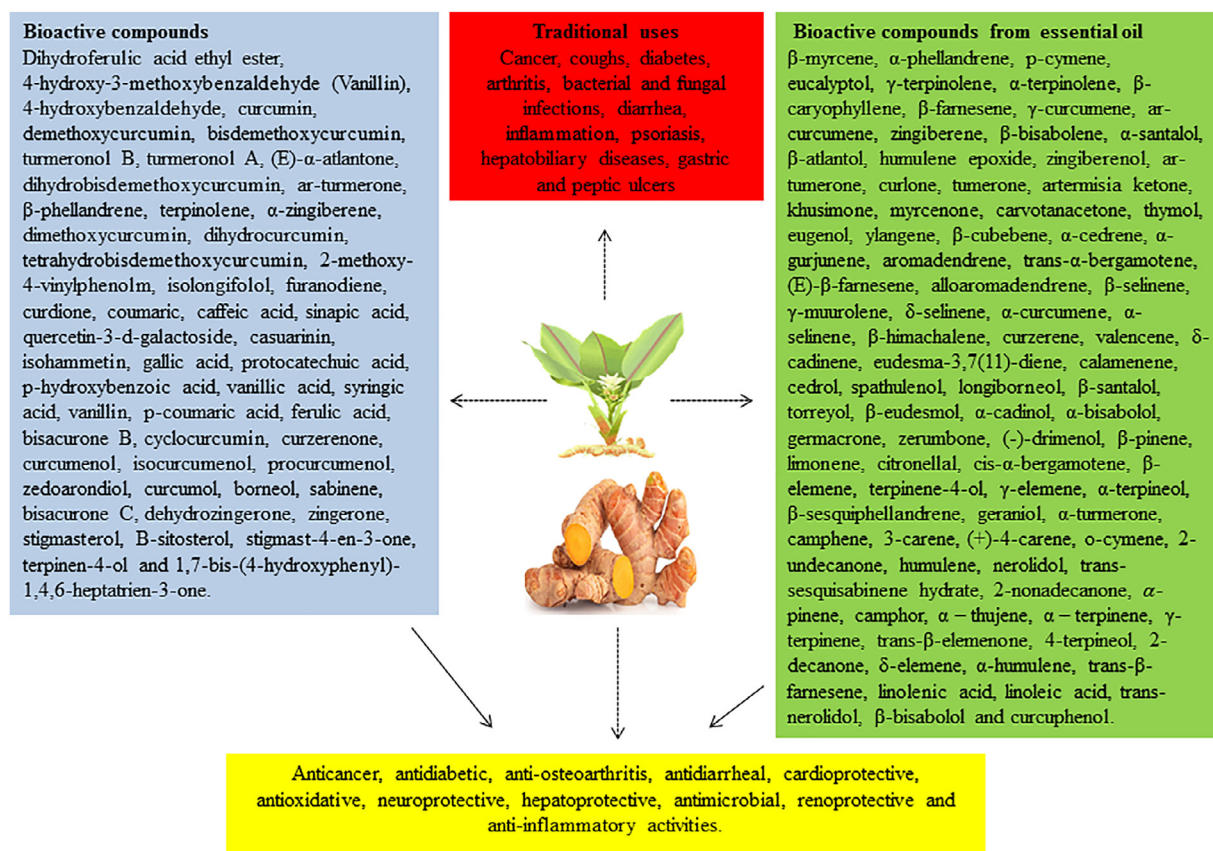 Bioactive compounds
Dihydroferulic acid ethyl ester,
4-hydroxy-3-methoxybenzaldehyde (Vanillin),
4-hydroxybenzaldehyde, curcumin,
demethoxycurcumin, bisdemethoxycurcumin,
turmeronol B, turmeronol A, (E)-α-atlantone,
dihydrobisdemethoxycurcumin, ar-turmerone,
β-phellandrene, terpinolene, α-zingiberene,
dimethoxycurcumin, dihydrocurcumin,
tetrahydrobisdemethoxycurcumin, 2-methoxy-
4-vinylphenolm, isolongifolol, furanodiene,
curdione, coumaric, caffeic acid, sinapic acid,
quercetin-3-d-galactoside, casuarinin,
isohammetin, gallic acid, protocatechuic acid,
p-hydroxybenzoic acid, vanillic acid, syringic
acid, vanillin, p-coumaric acid, ferulic acid,
bisacurone B, cyclocurcumin, curzerenone,
curcumenol, isocurcumenol, procurcumenol,
zedoarondiol, curcumol, borneol, sabinene,
bisacurone C, dehydrozingerone, zingerone,
stigmasterol, B-sitosterol, stigmast-4-en-3-one,
terpinen-4-ol and 1,7-bis-(4-hydroxyphenyl)-
1,4,6-heptatrien-3-one.
Traditional uses
Cancer, coughs, diabetes,
arthritis, bacterial and fungal
infections, diarrhea,
inflammation, psoriasis,
hepatobiliary diseases, gastric
and peptic ulcers
Bioactive compounds from essential oil
β-myrcene, α-phellandrene, p-cymene,
eucalyptol, γ-terpinolene, α-terpinolene, β-
caryophyllene, β-farnesene, γ-curcumene, ar-
curcumene, zingiberene, β-bisabolene, α-santalol,
β-atlantol, humulene epoxide, zingiberenol, ar-
tumerone, curlone, tumerone, artermisia ketone,
khusimone, myrcenone, carvotanacetone, thymol,
eugenol, ylangene, β-cubebene, α-cedrene, α-
gurjunene, aromadendrene, trans-α-bergamotene,
(E)-β-farnesene, alloaromadendrene, β-selinene,
γ-muurolene, δ-selinene, α-curcumene, α-
selinene, β-himachalene, curzerene, valencene, δ-
cadinene, eudesma-3,7(11)-diene, calamenene,
cedrol, spathulenol, longiborneol, β-santalol,
torreyol, β-eudesmol, α-cadinol, α-bisabolol,
germacrone, zerumbone, (-)-drimenol, β-pinene,
limonene, citronellal, cis-α-bergamotene, β-
elemene, terpinene-4-ol, γ-elemene, α-terpineol,
β-sesquiphellandrene, geraniol, α-turmerone,
camphene, 3-carene, (+)-4-carene, o-cymene, 2-
undecanone, humulene, nerolidol, trans-
sesquisabinene hydrate, 2-nonadecanone, α-
pinene, camphor, α – thujene, α – terpinene, γ-
terpinene, trans-β-elemenone, 4-terpineol, 2-
decanone, δ-elemene, α-humulene, trans-β-
farnesene, linolenic acid, linoleic acid, trans-
nerolidol, β-bisabolol and curcuphenol.
Anticancer, antidiabetic, anti-osteoarthritis, antidiarrheal, cardioprotective,
antioxidative, neuroprotective, hepatoprotective, antimicrobial, renoprotective and
anti-inflammatory activities.